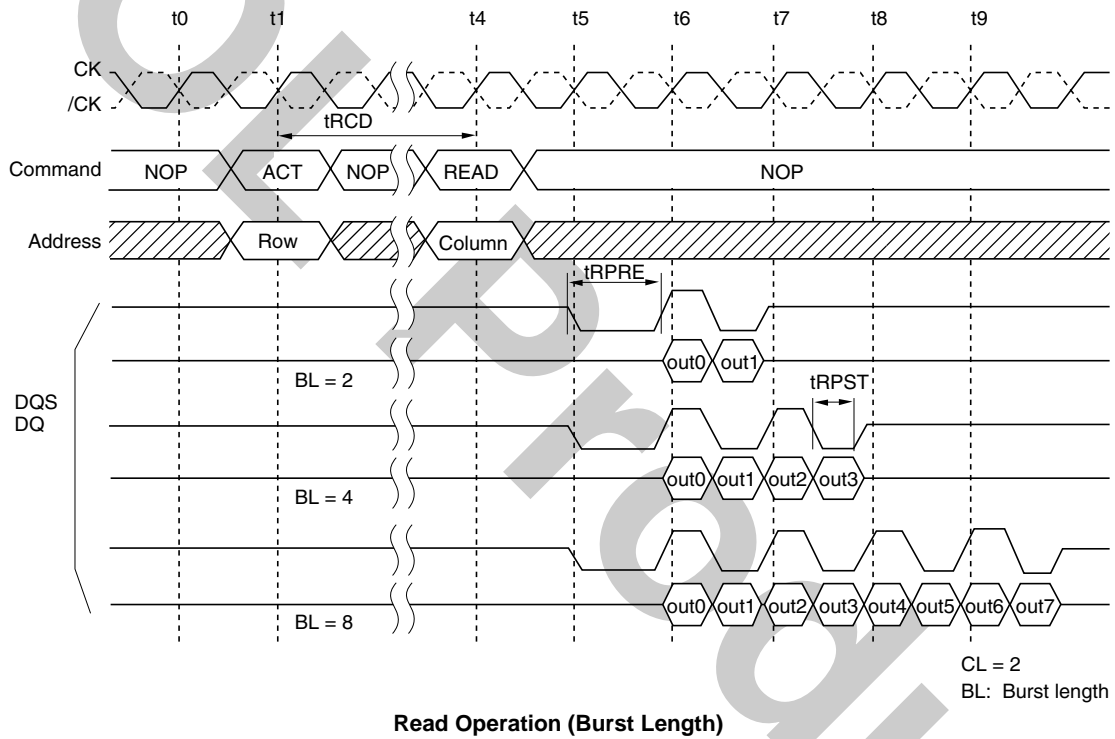 t0 t1 t4 t5 t6 t7 t8 t9
CK
/CK
tRCD
Command NOP ACT NOP READ NOP
Address Row Column
tRPRE
out0 out1
BL = 2
tRPST
DQS
DQ
out0 out1 out2 out3
BL = 4
out0 out1 out2 out3 out4 out5 out6 out7
BL = 8
CL = 2
BL: Burst length
Read Operation (Burst Length)